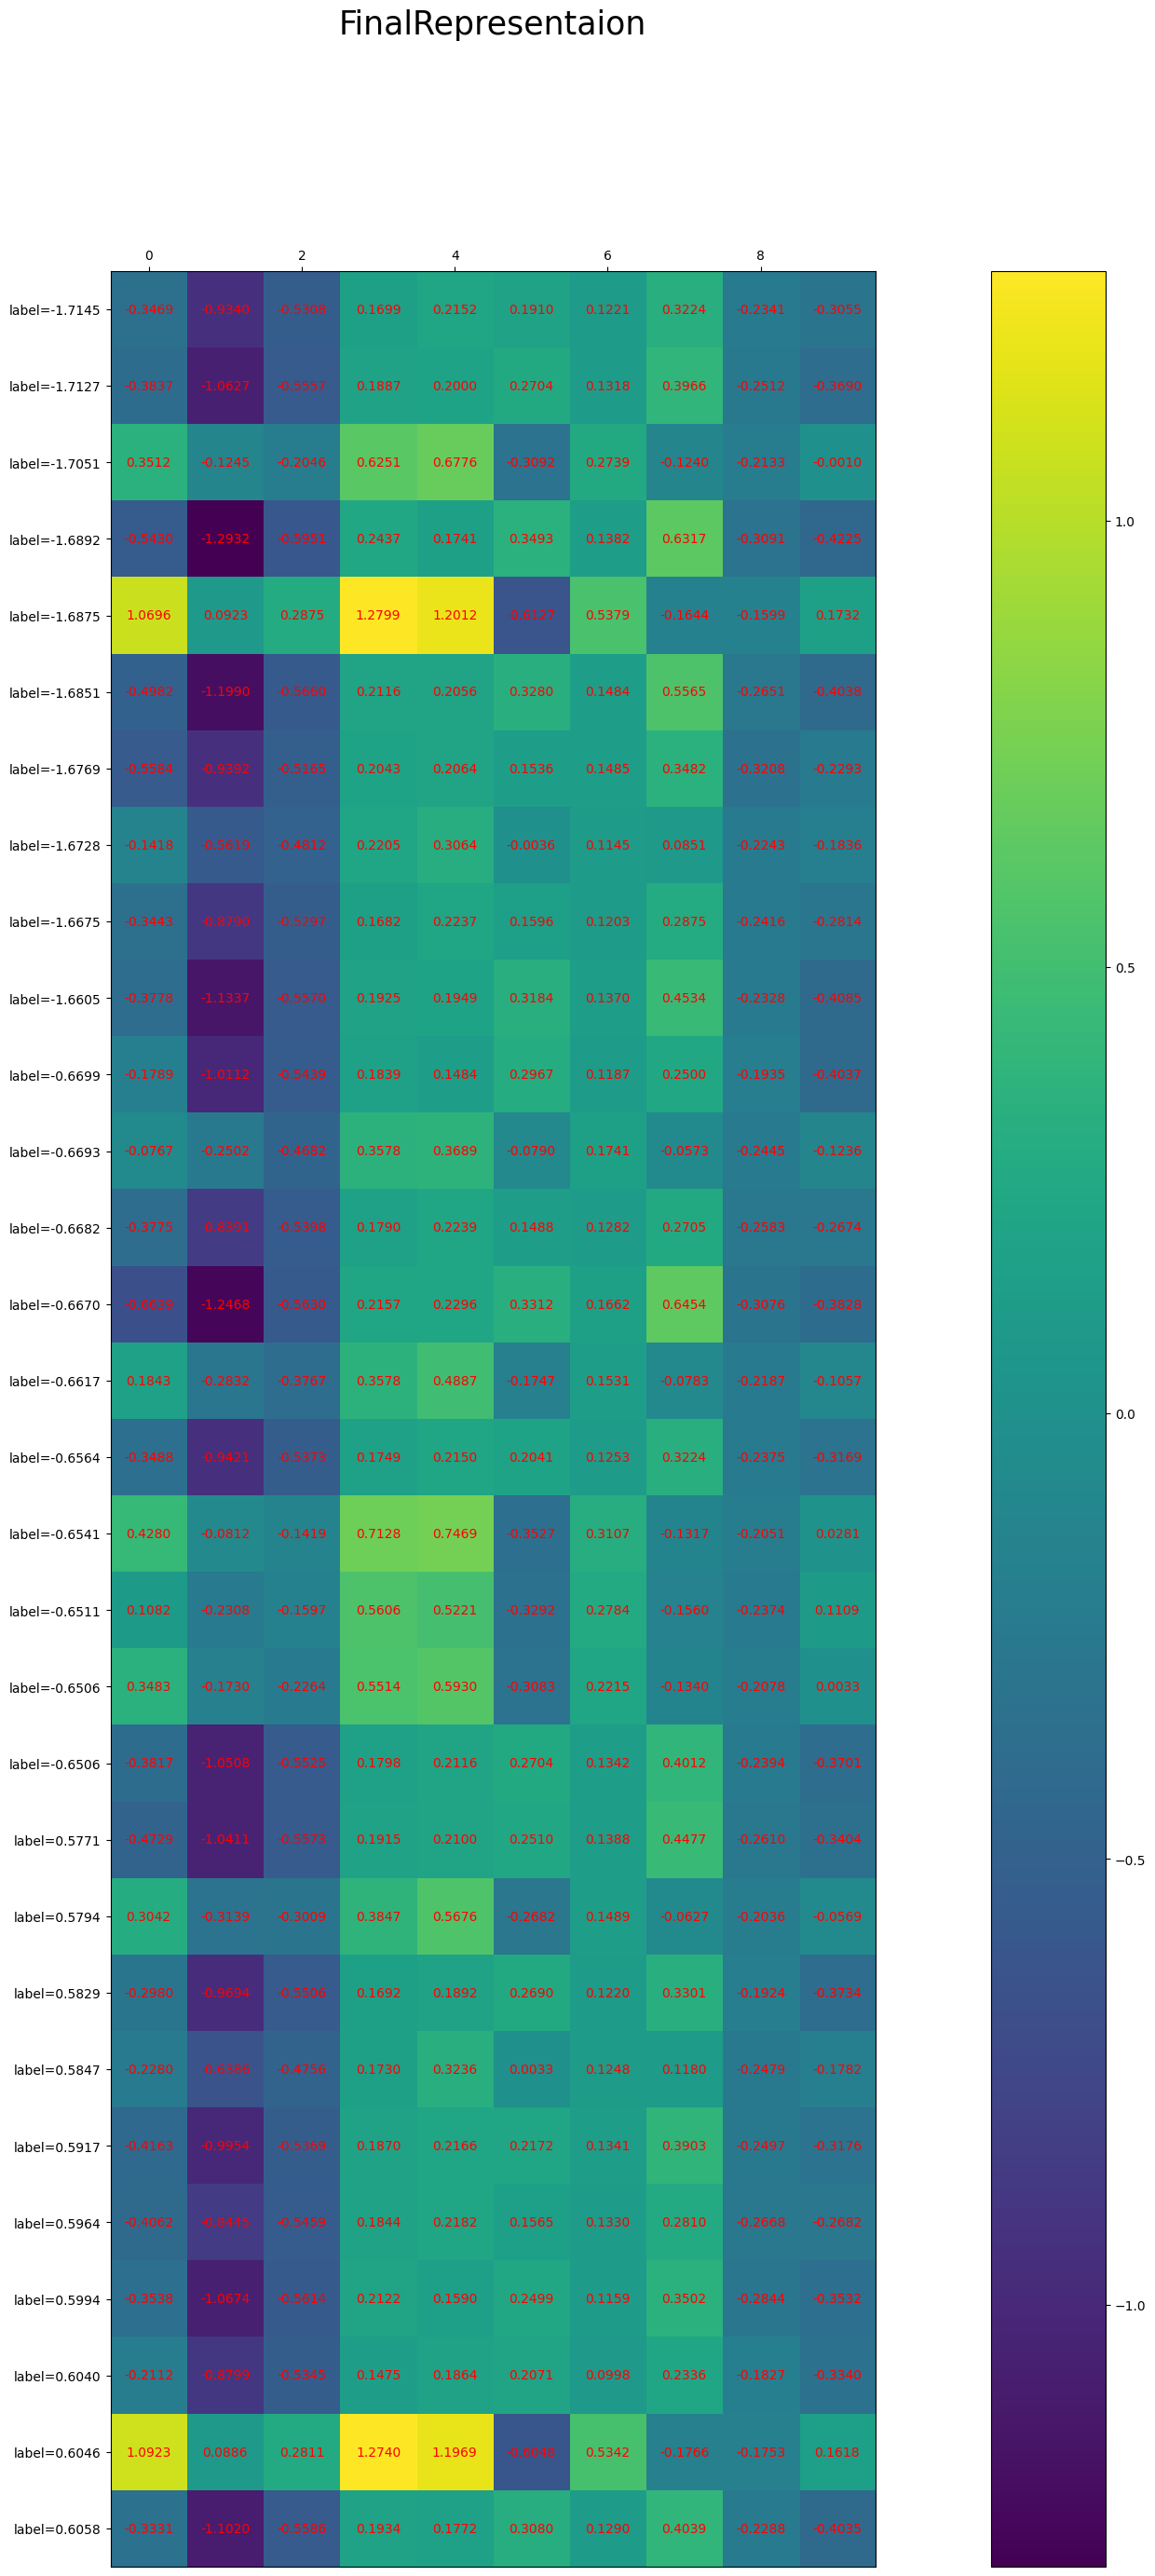 FinalRepresentaion
0 2 4 6 8
label=-1.7145 -0.3469 -0.9340 -0.5308 0.1699 0.2152 0.1910 0.1221 0.3224 -0.2341 -0.3055
label=-1.7127 -0.3837 -1.0627 -0.5557 0.1887 0.2000 0.2704 0.1318 0.3966 -0.2512 -0.3690
label=-1.7051 0.3512 -0.1245 -0.2046 0.6251 0.6776 -0.3092 0.2739 -0.1240 -0.2133 -0.0010
label=-1.6892 -0.5430 -1.2932 -0.5951 0.2437 0.1741 0.3493 0.1382 0.6317 -0.3091 -0.4225
1.0
label=-1.6875 1.0696 0.0923 0.2875 1.2799 1.2012 -0.6127 0.5379 -0.1644 -0.1599 0.1732
label=-1.6851 -0.4982 -1.1990 -0.5660 0.2116 0.2056 0.3280 0.1484 0.5565 -0.2651 -0.4038
label=-1.6769 -0.5584 -0.9392 -0.5165 0.2043 0.2064 0.1536 0.1485 0.3482 -0.3208 -0.2293
label=-1.6728 -0.1418 -0.5619 -0.4812 0.2205 0.3064 -0.0036 0.1145 0.0851 -0.2243 -0.1836
label=-1.6675 -0.3443 -0.8790 -0.5297 0.1682 0.2237 0.1596 0.1203 0.2875 -0.2416 -0.2814
0.5
label=-1.6605 -0.3778 -1.1337 -0.5570 0.1925 0.1949 0.3184 0.1370 0.4534 -0.2328 -0.4085
label=-0.6699 -0.1789 -1.0112 -0.5439 0.1839 0.1484 0.2967 0.1187 0.2500 -0.1935 -0.4037
label=-0.6693 -0.0767 -0.2502 -0.4682 0.3578 0.3689 -0.0790 0.1741 -0.0573 -0.2445 -0.1236
label=-0.6682 -0.3775 -0.8391 -0.5398 0.1790 0.2239 0.1488 0.1282 0.2705 -0.2583 -0.2674
label=-0.6670 -0.6629 -1.2468 -0.5630 0.2157 0.2296 0.3312 0.1662 0.6454 -0.3076 -0.3828
label=-0.6617 0.1843 -0.2832 -0.3767 0.3578 0.4887 -0.1747 0.1531 -0.0783 -0.2187 -0.1057
0.0
label=-0.6564 -0.3488 -0.9421 -0.5373 0.1749 0.2150 0.2041 0.1253 0.3224 -0.2375 -0.3169
label=-0.6541 0.4280 -0.0812 -0.1419 0.7128 0.7469 -0.3527 0.3107 -0.1317 -0.2051 0.0281
label=-0.6511 0.1082 -0.2308 -0.1597 0.5606 0.5221 -0.3292 0.2784 -0.1560 -0.2374 0.1109
label=-0.6506 0.3483 -0.1730 -0.2264 0.5514 0.5930 -0.3083 0.2215 -0.1340 -0.2078 0.0033
label=-0.6506 -0.3817 -1.0508 -0.5525 0.1798 0.2116 0.2704 0.1342 0.4012 -0.2394 -0.3701
label=0.5771 -0.4729 -1.0411 -0.5573 0.1915 0.2100 0.2510 0.1388 0.4477 -0.2610 -0.3404
−0.5
label=0.5794 0.3042 -0.3139 -0.3009 0.3847 0.5676 -0.2682 0.1489 -0.0627 -0.2036 -0.0569
label=0.5829 -0.2980 -0.9694 -0.5506 0.1692 0.1892 0.2690 0.1220 0.3301 -0.1924 -0.3734
label=0.5847 -0.2280 -0.6386 -0.4756 0.1730 0.3236 0.0033 0.1248 0.1180 -0.2479 -0.1782
label=0.5917 -0.4163 -0.9954 -0.5369 0.1870 0.2166 0.2172 0.1341 0.3903 -0.2497 -0.3176
label=0.5964 -0.4062 -0.8445 -0.5459 0.1844 0.2182 0.1565 0.1330 0.2810 -0.2668 -0.2682
label=0.5994 -0.3538 -1.0674 -0.5614 0.2122 0.1590 0.2499 0.1159 0.3502 -0.2844 -0.3532
−1.0
label=0.6040 -0.2112 -0.8799 -0.5345 0.1475 0.1864 0.2071 0.0998 0.2336 -0.1827 -0.3340
label=0.6046 1.0923 0.0886 0.2811 1.2740 1.1969 -0.6048 0.5342 -0.1766 -0.1753 0.1618
label=0.6058 -0.3331 -1.1020 -0.5586 0.1934 0.1772 0.3080 0.1290 0.4039 -0.2288 -0.4035